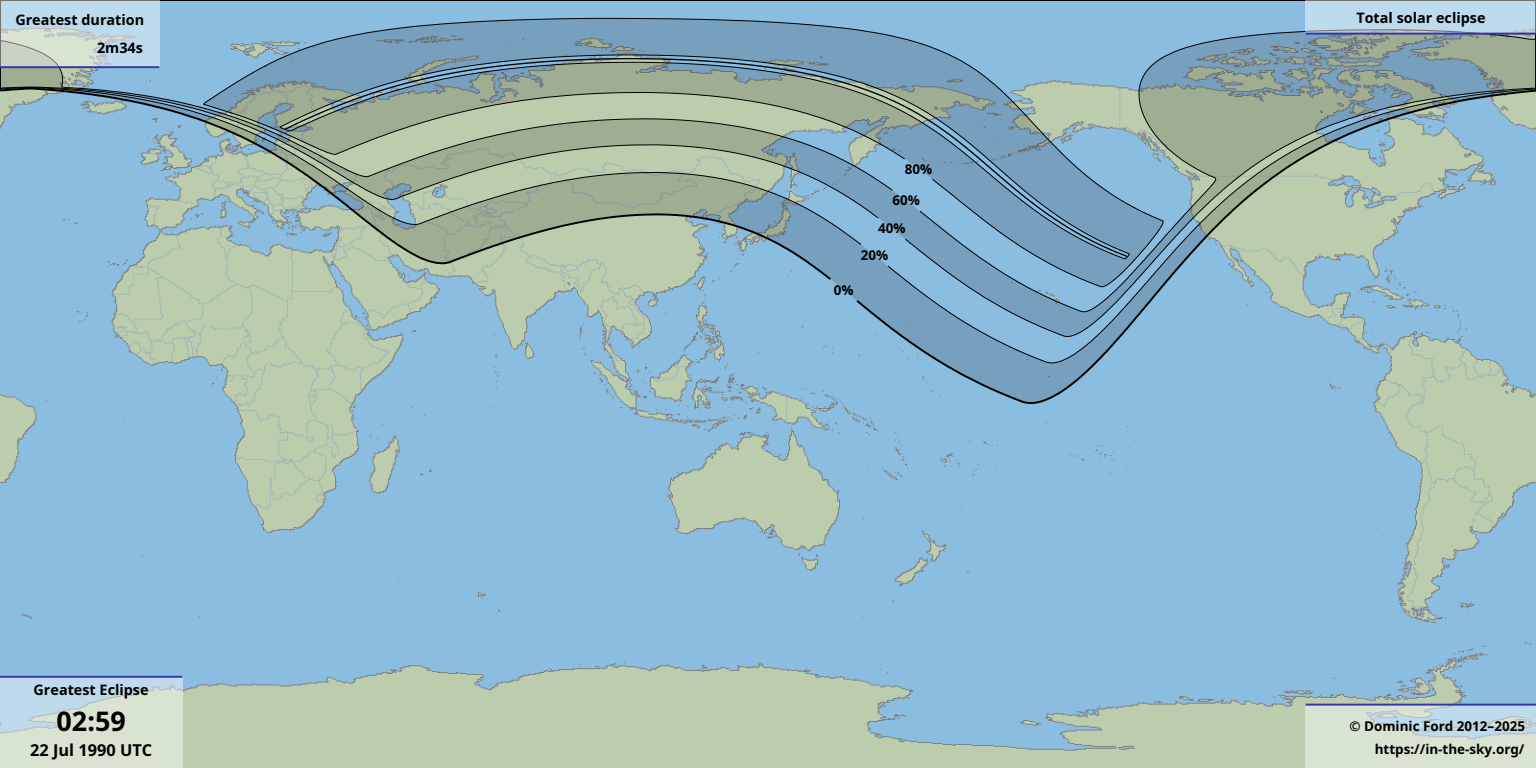 Greatest duration
2m34s
Total solar eclipse
80%
60%
40%
20%
0%
Greatest Eclipse
02:59
22 Jul 1990 UTC
© Dominic Ford 2012–2025
https://in-the-sky.org/